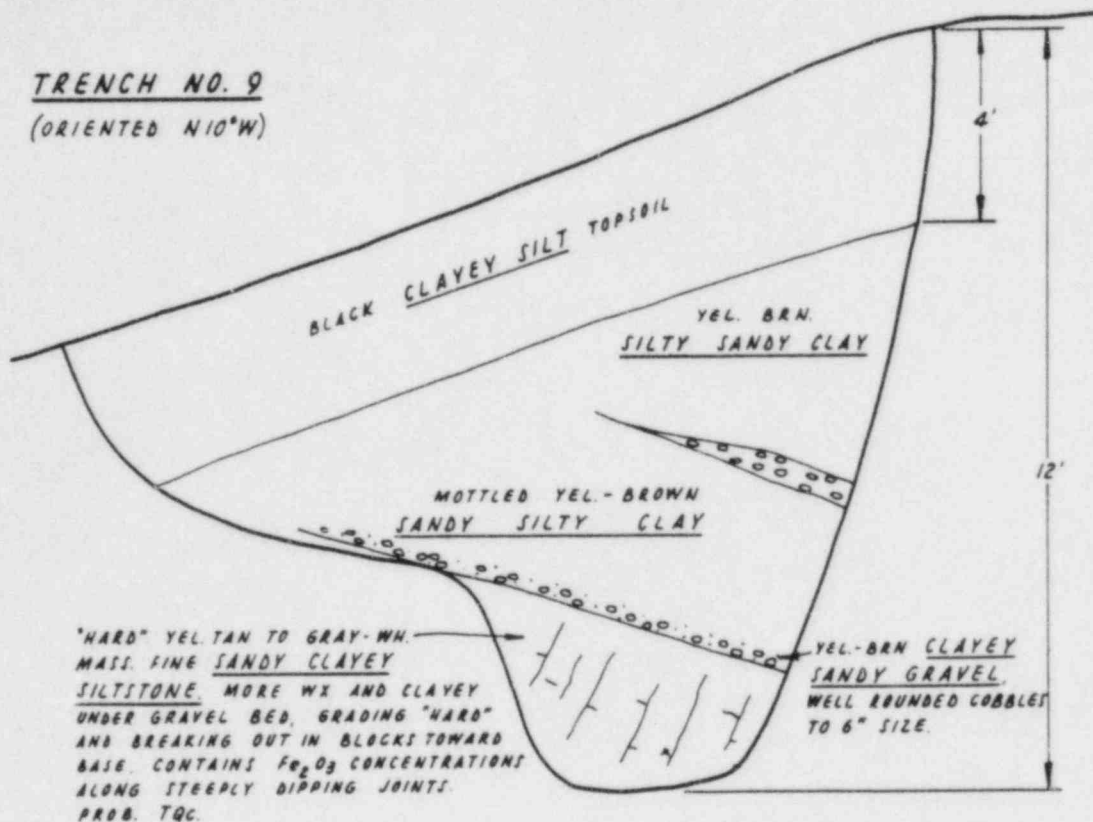 TRENCH NO. 9
(ORIENTED N10°W)
4'
BLACK CLAYEY SILT TOPSOIL
YEL. BRN.
SILTY SANDY CLAY
12'
MOTTLED YEL.-BROWN
SANDY SILTY CLAY
"HARD" YEL. TAN TO GRAY-WH.
MASS. FINE SANDY CLAYEY
SILTSTONE. MORE WX AND CLAYEY
UNDER GRAVEL BED, GRADING "HARD"
AND BREAKING OUT IN BLOCKS TOWARD
BASE. CONTAINS Fe2O3 CONCENTRATIONS
ALONG STEEPLY DIPPING JOINTS.
PROB. TQc.
YEL.-BRN CLAYEY
SANDY GRAVEL,
WELL ROUNDED COBBLES
TO 6" SIZE.